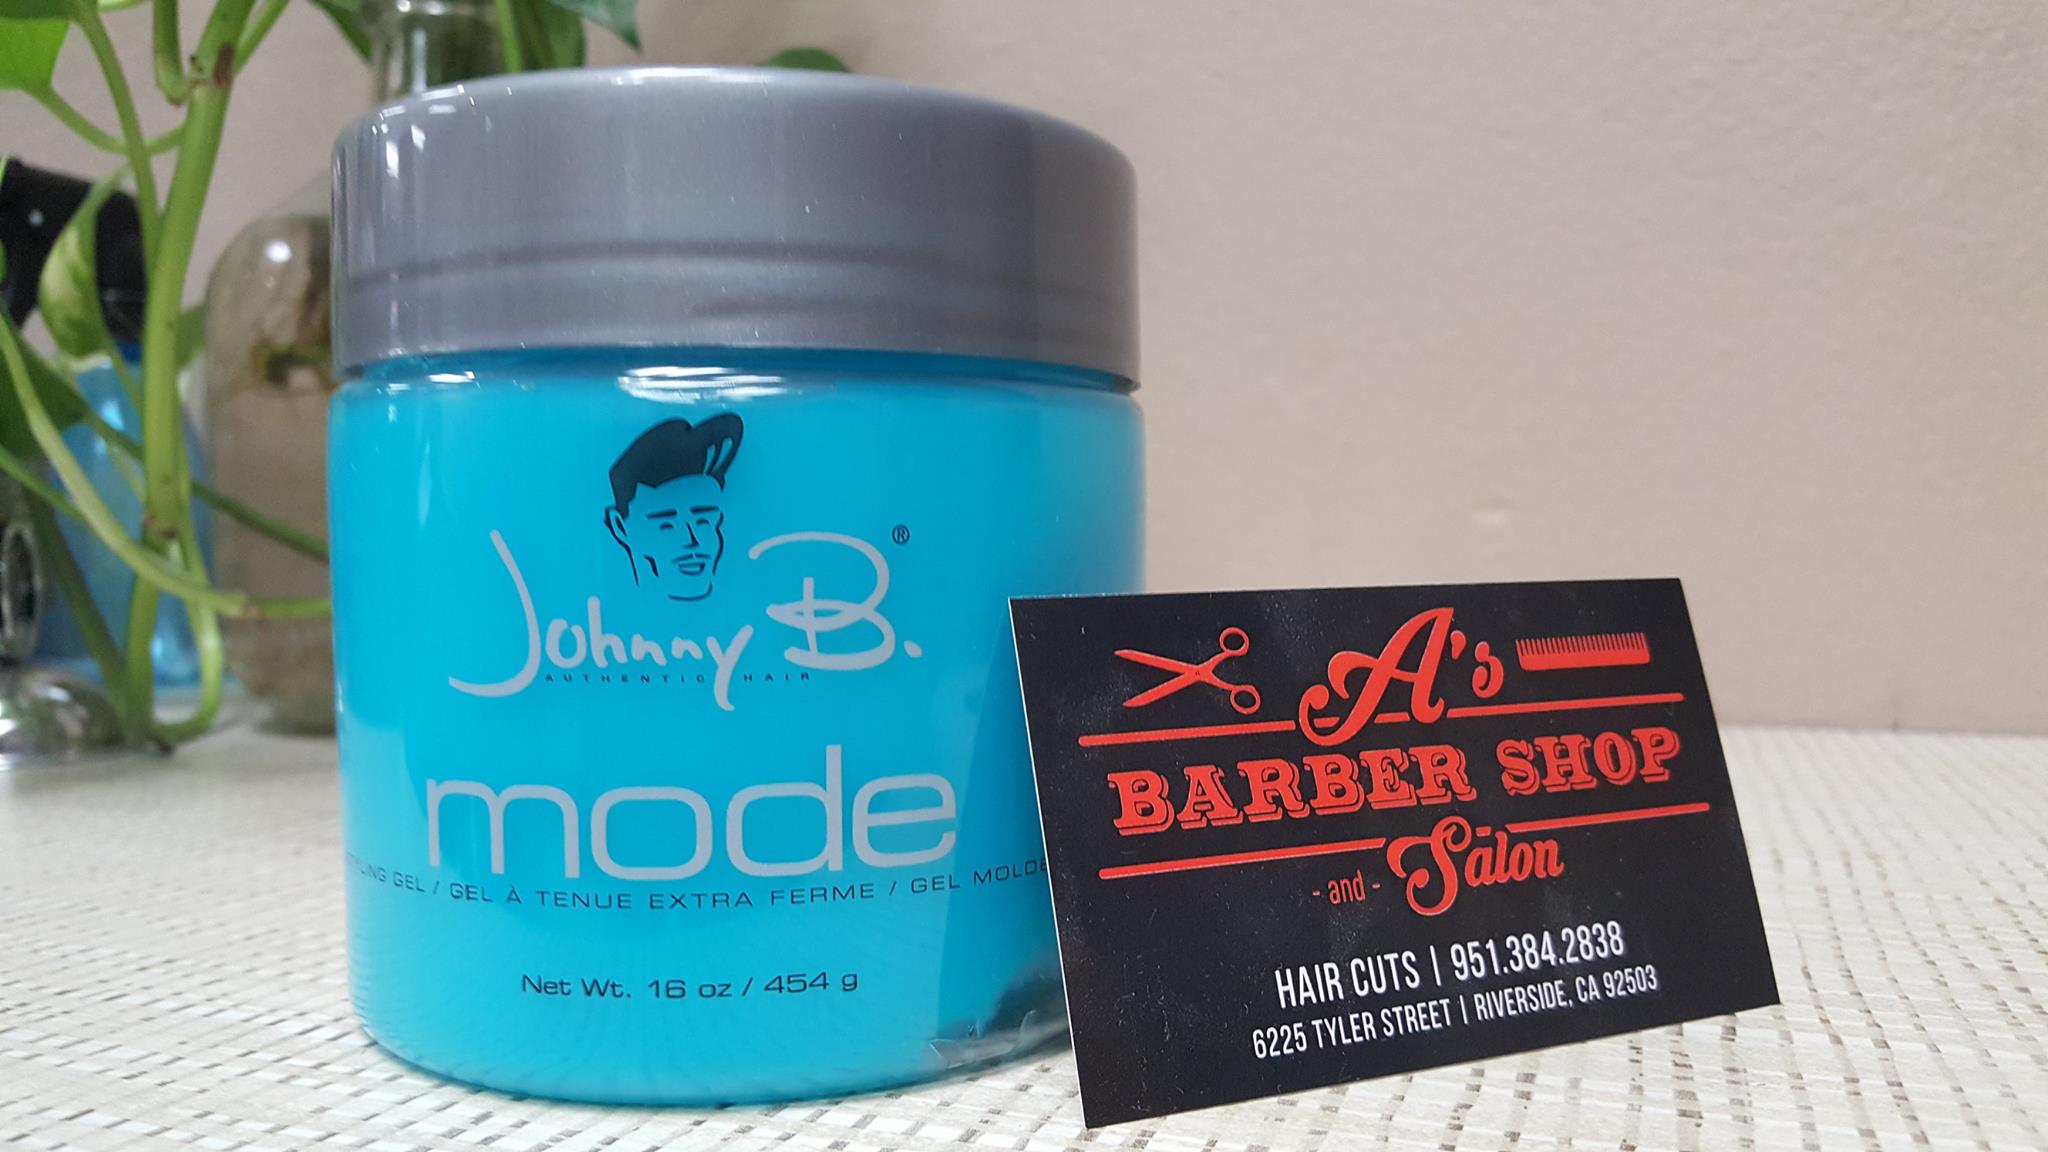 Johnny B.®
AUTHENTIC HAIR
mode
GEL / GEL À TENUE EXTRA FERME / GEL
Net Wt. 16 oz / 454 g
A's
BARBER SHOP
- and - Salon
HAIR CUTS | 951.384.2838
6225 TYLER STREET | RIVERSIDE, CA 92503